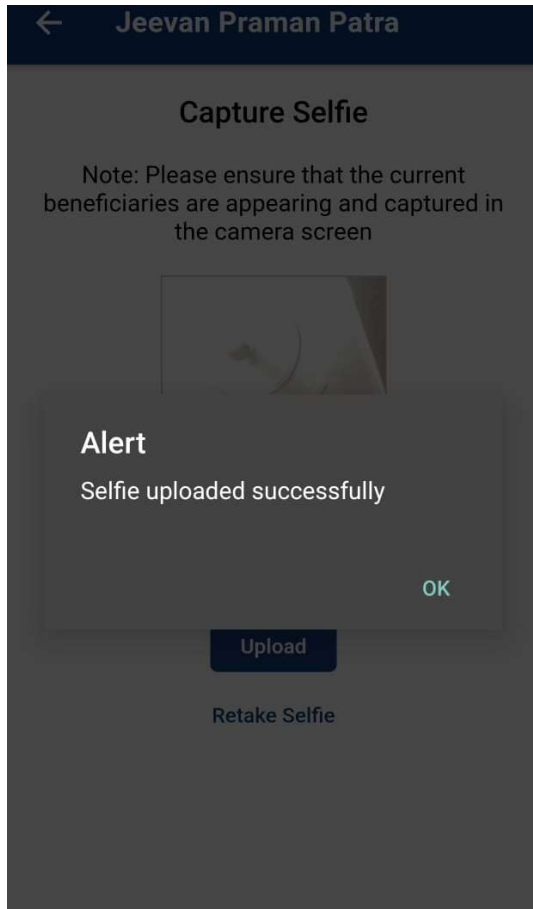 Jeevan Praman Patra
Capture Selfie
Note: Please ensure that the current
beneficiaries are appearing and captured in
the camera screen
Alert
Selfie uploaded successfully
OK
Upload
Retake Selfie